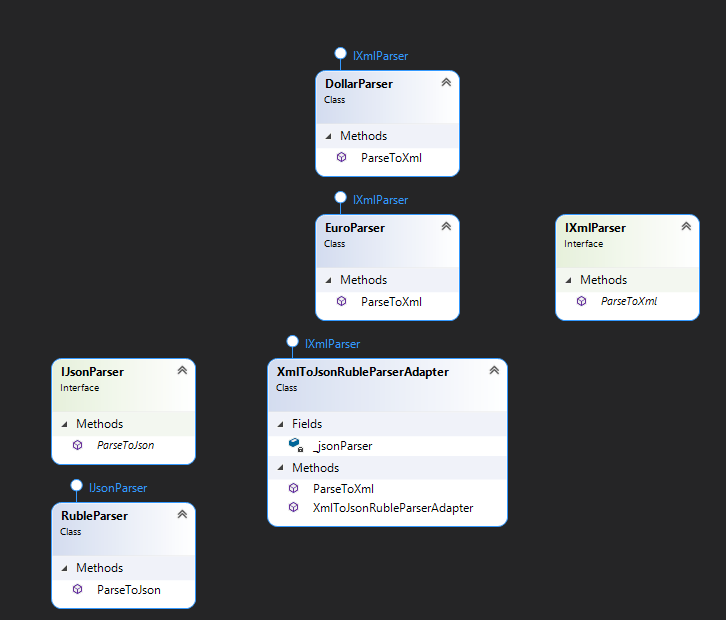 IXmlParser
DollarParser
Class
Methods
ParseToXml
IXmlParser
EuroParser
Class
Methods
ParseToXml
IXmlParser
Interface
Methods
ParseToXml
IXmlParser
XmlToJsonRubleParserAdapter
Class
Fields
_jsonParser
Methods
ParseToXml
XmlToJsonRubleParserAdapter
IJsonParser
Interface
Methods
ParseToJson
IJsonParser
RubleParser
Class
Methods
ParseToJson